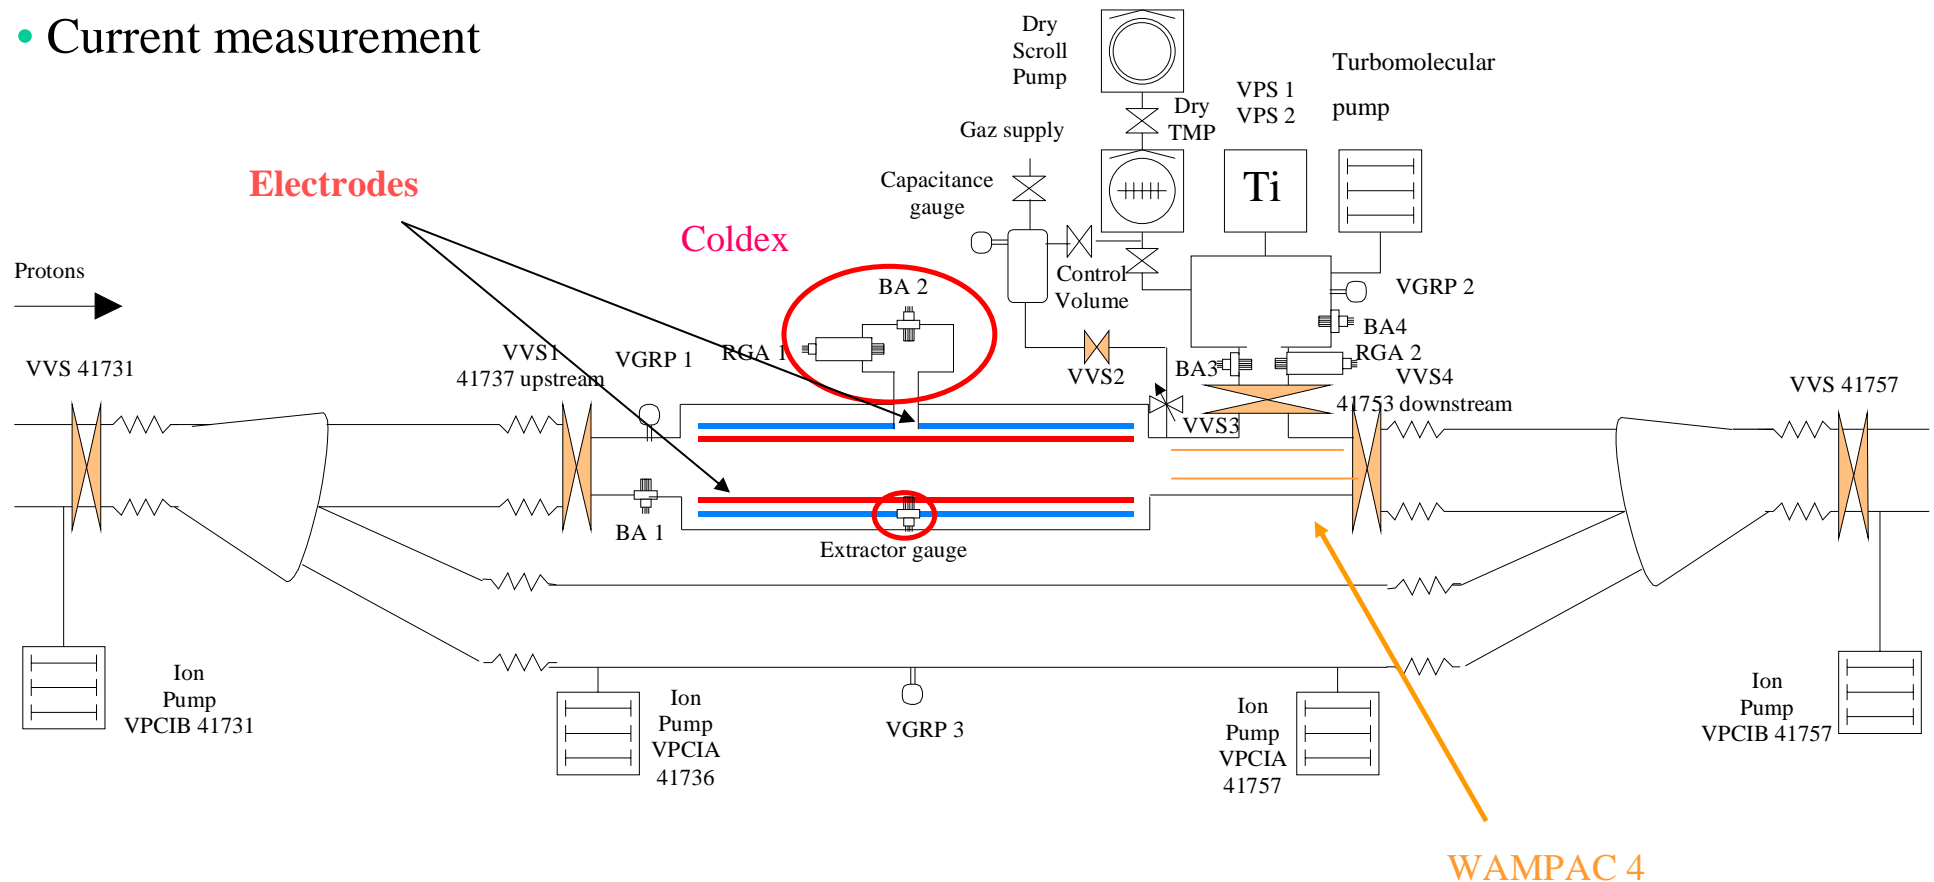 • Current measurement
Dry
Scroll
Pump
Turbomolecular
pump
VPS 1
VPS 2
Dry
TMP
Gaz supply
Electrodes
Capacitance
gauge
Ti
Coldex
Protons
BA 2
Control
Volume
VGRP 2
BA4
VVS1
41737 upstream
VGRP 1
RGA 1
RGA 2
VVS 41731
VVS2
BA3
VVS4
41753 downstream
VVS 41757
VVS3
BA 1
Extractor gauge
Ion
Pump
VPCIB 41731
Ion
Pump
VPCIA
41736
VGRP 3
Ion
Pump
VPCIA
41757
Ion
Pump
VPCIB 41757
WAMPAC 4